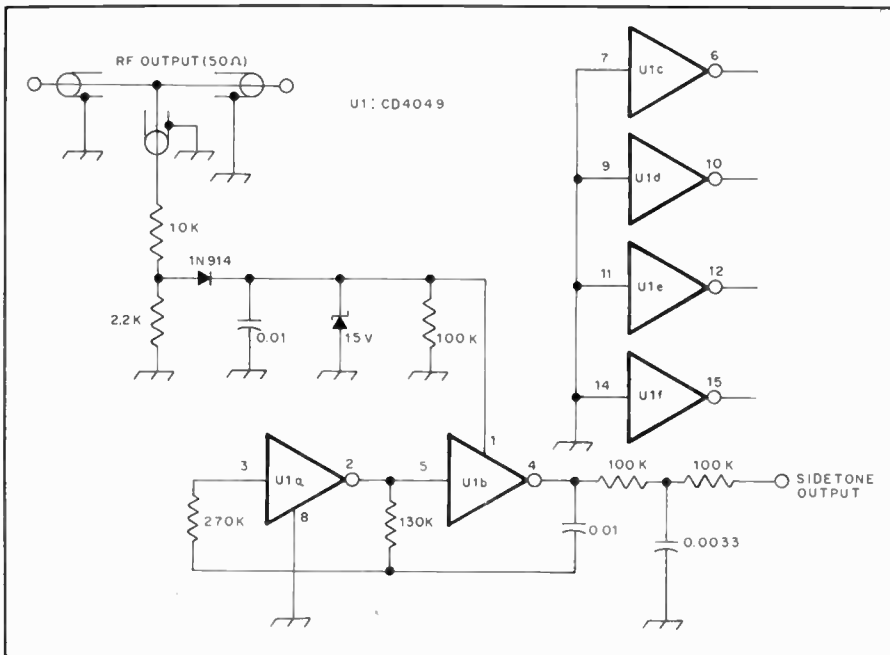 RF OUTPUT (50Ω)
U1: CD4049
7
U1c
6
9
U1d
10
11
U1e
12
14
U1f
15
10K
1N914
2.2K
0.01
15V
100K
1
3
U1a
2
8
5
U1b
4
270K
130K
0.01
100K
100K
0.0033
SIDETONE
OUTPUT